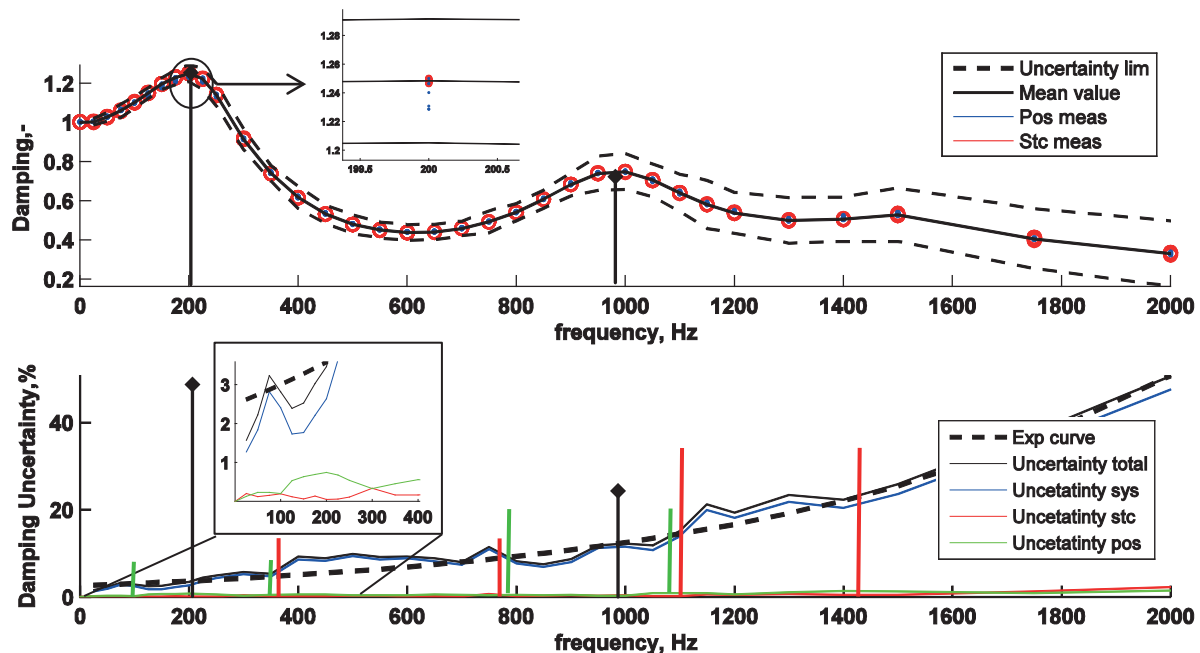 1.28
1.26
1.24
1.22
1.2
199.5 200 200.5
Damping,-
1.2
1
0.8
0.6
0.4
0.2
Uncertainty lim
Mean value
Pos meas
Stc meas
0 200 400 600 800 1000 1200 1400 1600 1800 2000
frequency, Hz
Damping Uncertainty,%
40
20
0
3
2
1
100 200 300 400
Exp curve
Uncertainty total
Uncetatinty sys
Uncetatinty stc
Uncetatinty pos
0 200 400 600 800 1000 1200 1400 1600 1800 2000
frequency, Hz